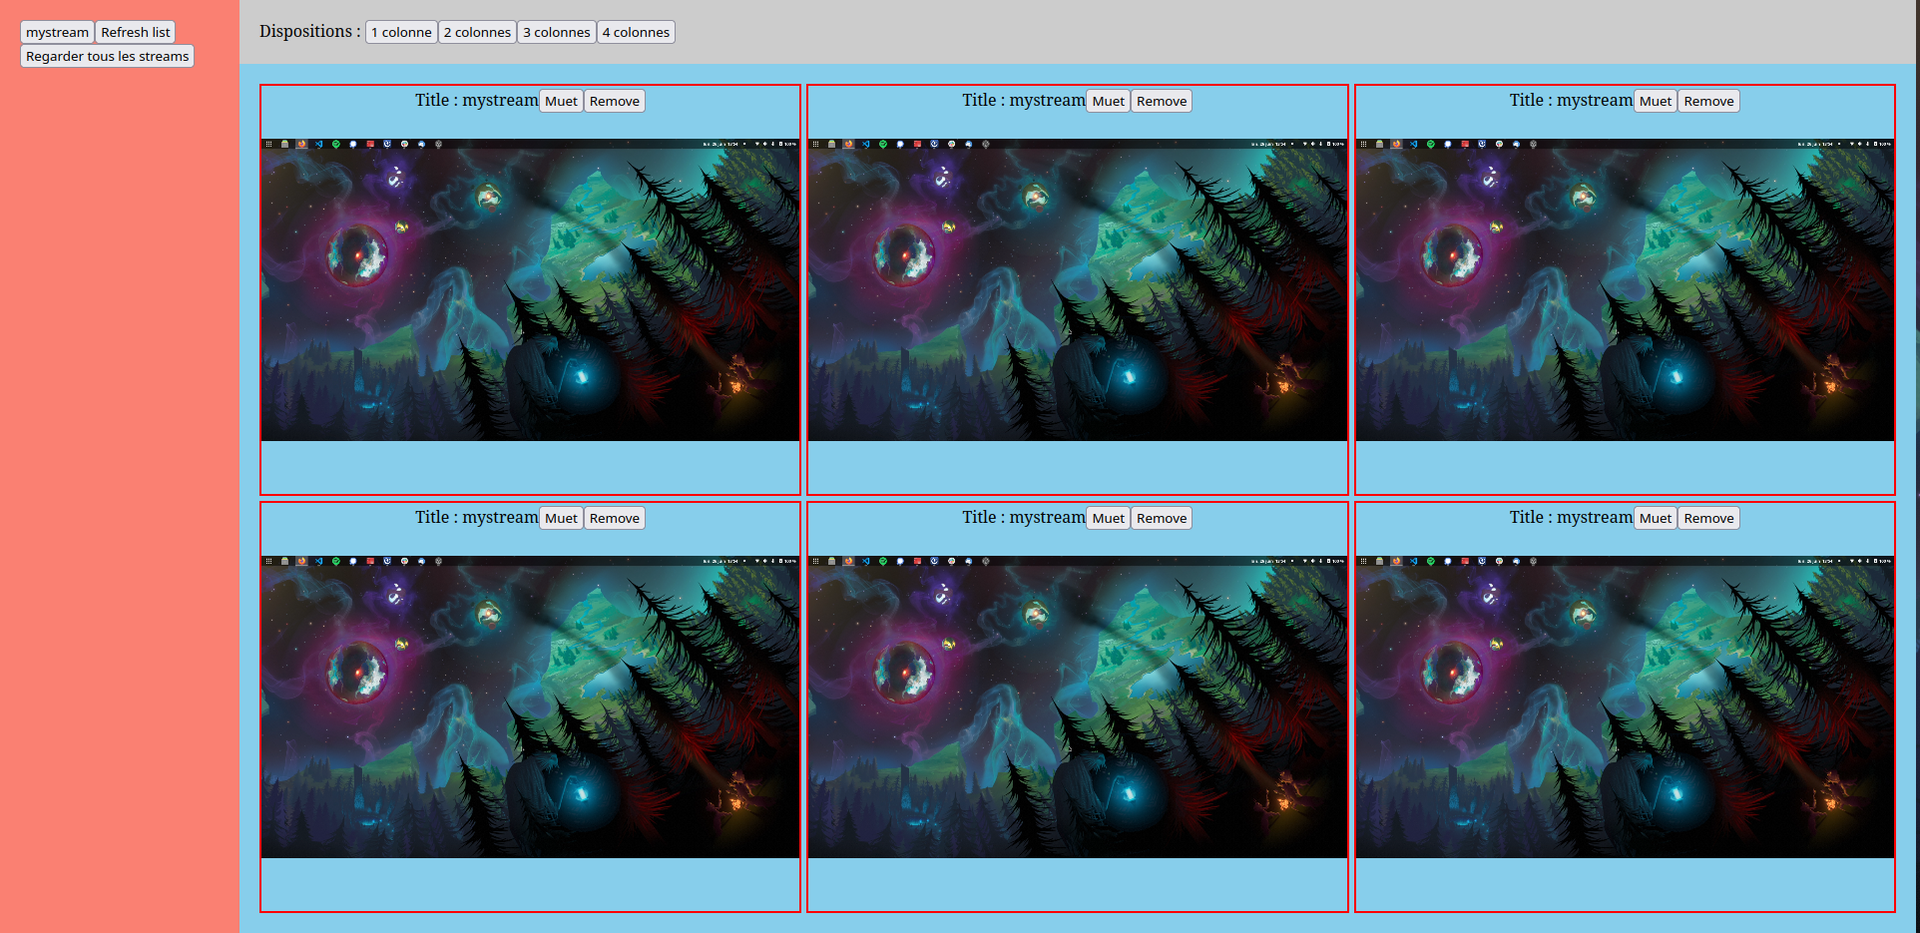 mystream Refresh list
Regarder tous les streams
Dispositions : 1 colonne 2 colonnes 3 colonnes 4 colonnes
Title : mystream Muet Remove
Title : mystream Muet Remove
Title : mystream Muet Remove
Title : mystream Muet Remove
Title : mystream Muet Remove
Title : mystream Muet Remove